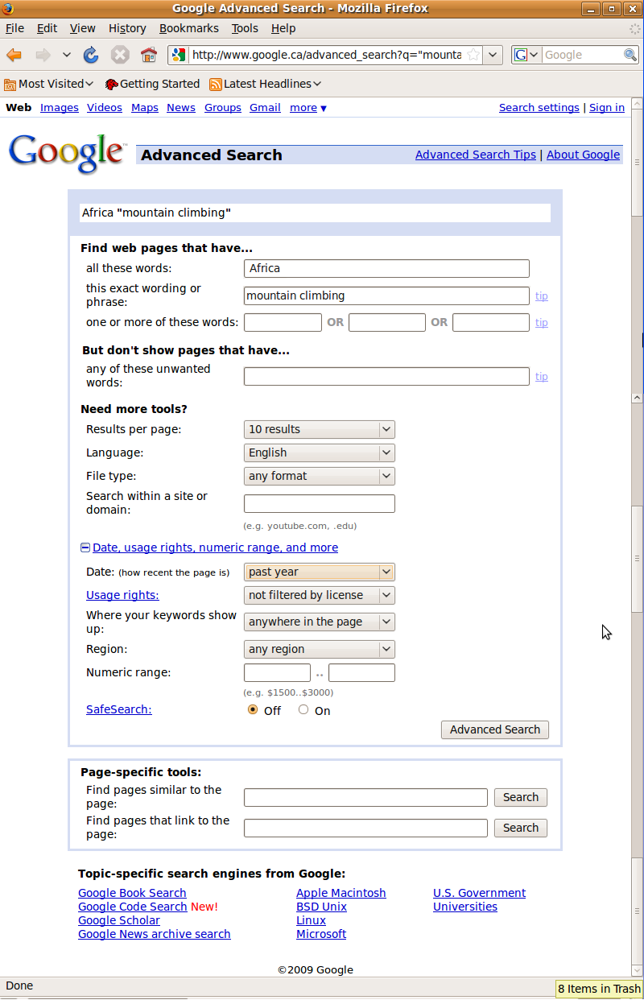 Google Advanced Search - Mozilla Firefox
File Edit View History Bookmarks Tools Help
http://www.google.ca/advanced_search?q="mounta
Google
Most Visited Getting Started Latest Headlines
Web Images Videos Maps News Groups Gmail more ▼ Search settings | Sign in
Google™ Advanced Search Advanced Search Tips | About Google
Africa "mountain climbing"
Find web pages that have...
all these words: Africa
this exact wording or
phrase: mountain climbing tip
one or more of these words: OR OR tip
But don't show pages that have...
any of these unwanted
words: tip
Need more tools?
Results per page: 10 results
Language: English
File type: any format
Search within a site or
domain:
(e.g. youtube.com, .edu)
Date, usage rights, numeric range, and more
Date: (how recent the page is) past year
Usage rights: not filtered by license
Where your keywords show
up: anywhere in the page
Region: any region
Numeric range: ..
(e.g. $1500..$3000)
SafeSearch: Off On
Advanced Search
Page-specific tools:
Find pages similar to the
page: Search
Find pages that link to the
page: Search
Topic-specific search engines from Google:
Google Book Search Apple Macintosh U.S. Government
Google Code Search New! BSD Unix Universities
Google Scholar Linux
Google News archive search Microsoft
©2009 Google
Done
8 Items in Trash